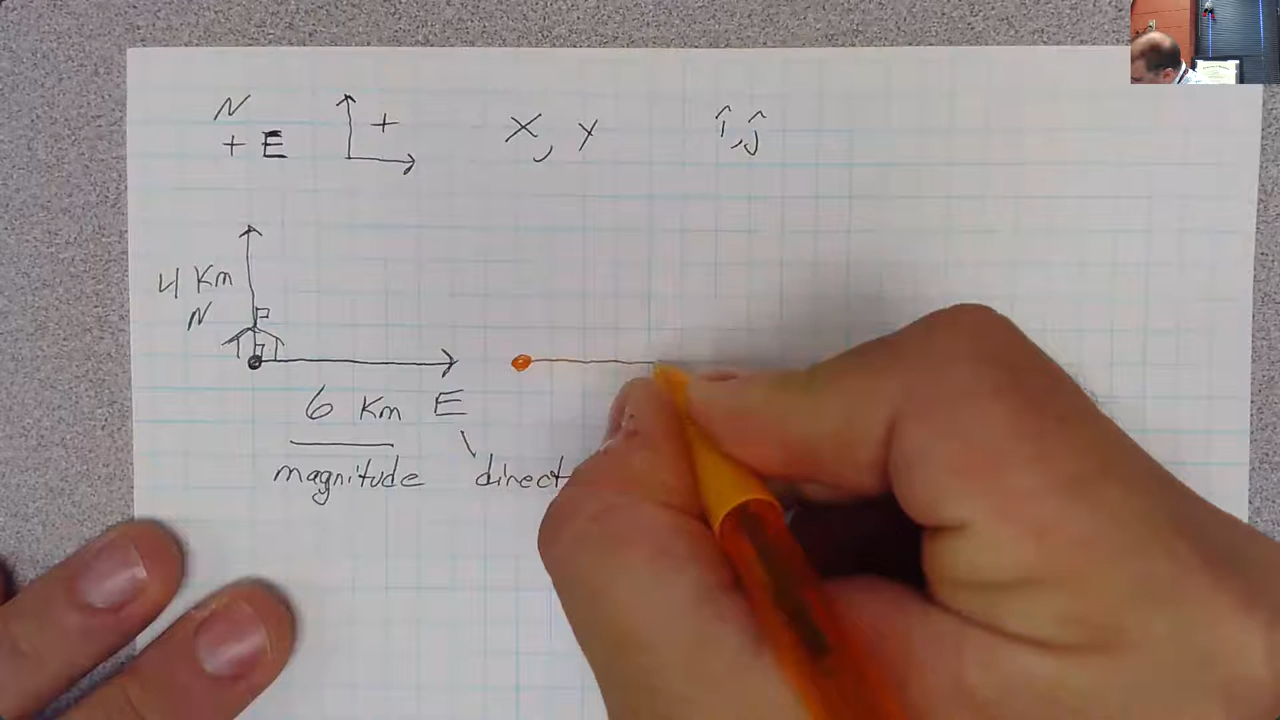 N
+ E + X, y î, ĵ
4 Km
N
6 Km E
magnitude direct